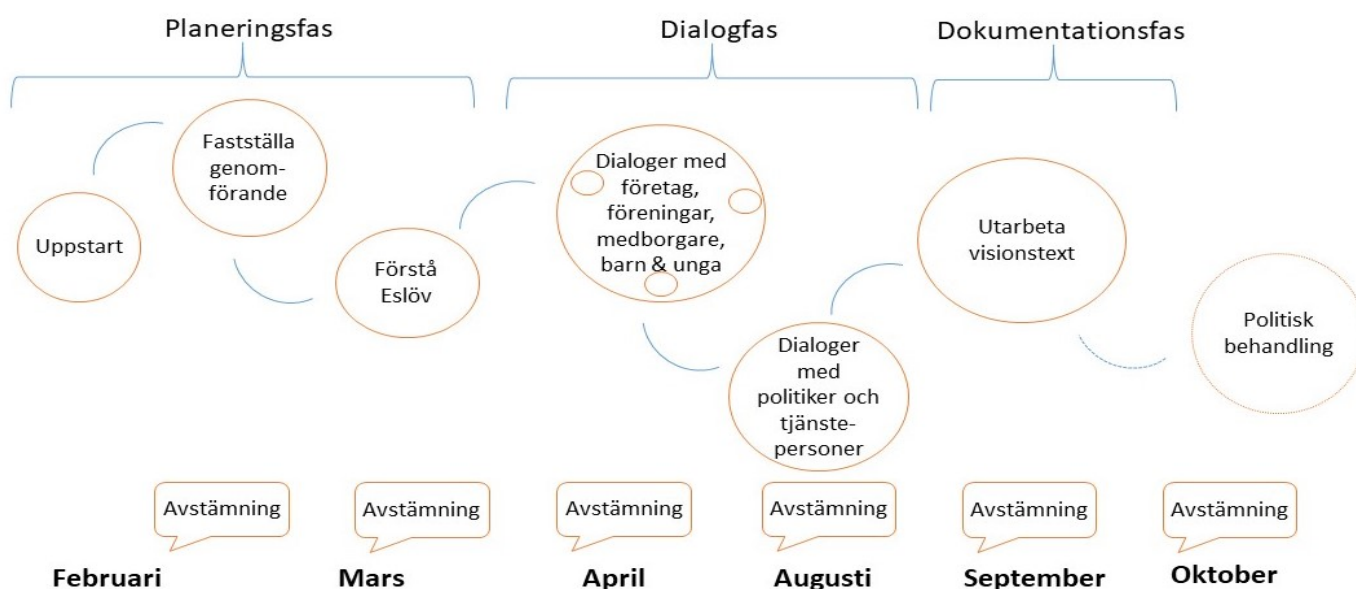 Planeringsfas
Dialogfas
Dokumentationsfas
Uppstart
Fastställa
genom-
förande
Förstå
Eslöv
Dialoger med
företag,
föreningar,
medborgare,
barn & unga
Dialoger
med
politiker och
tjänste-
personer
Utarbeta
visionstext
Politisk
behandling
Avstämning
Avstämning
Avstämning
Avstämning
Avstämning
Avstämning
Februari
Mars
April
Augusti
September
Oktober